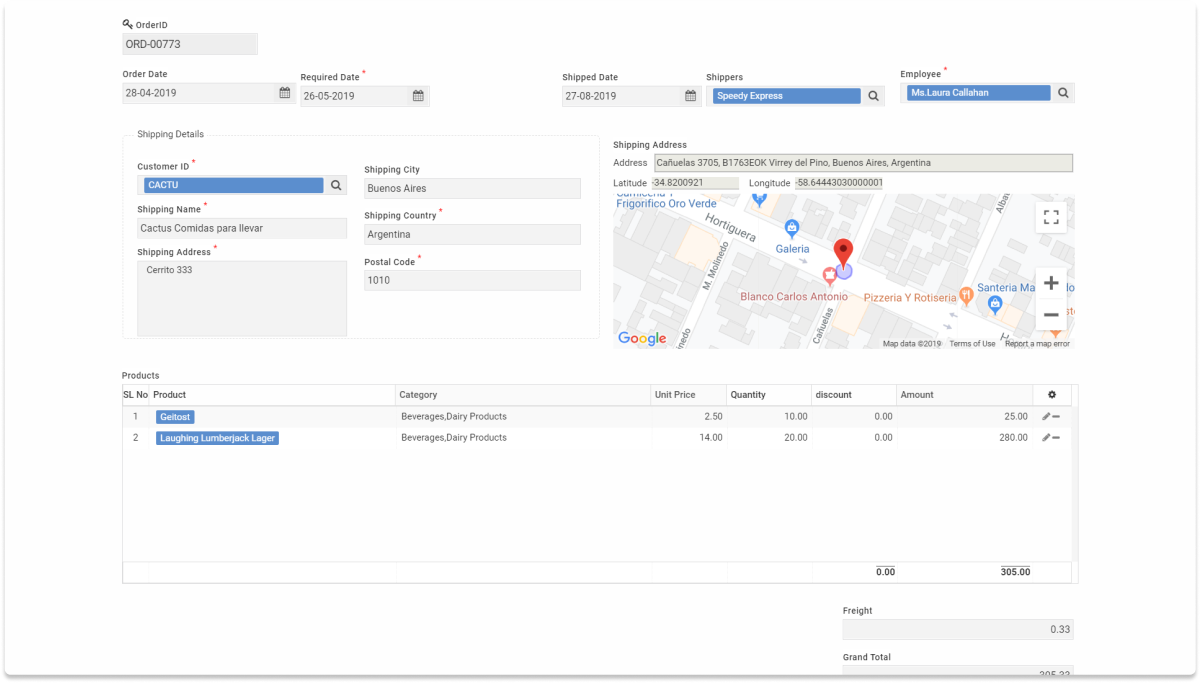 OrderID
ORD-00773
Order Date
28-04-2019
Required Date *
26-05-2019
Shipped Date
27-08-2019
Shippers
Speedy Express
Employee *
Ms.Laura Callahan
Shipping Details
Customer ID *
CACTU
Shipping Name *
Cactus Comidas para llevar
Shipping Address *
Cerrito 333
Shipping City
Buenos Aires
Shipping Country *
Argentina
Postal Code *
1010
Shipping Address
Address Cañuelas 3705, B1763EOK Virrey del Pino, Buenos Aires, Argentina
Latitude -34.8200921 Longitude -58.64443030000001
Frigorifico Oro Verde
Hortiguera
Galeria
M. Molinedo
Blanco Carlos Antonio
Pizzeria Y Rotiseria
Santeria Ma
Cañuelas
Google
Map data ©2019 Terms of Use Report a map error
Products
SL No Product Category Unit Price Quantity discount Amount
1 Geitost Beverages,Dairy Products 2.50 10.00 0.00 25.00
2 Laughing Lumberjack Lager Beverages,Dairy Products 14.00 20.00 0.00 280.00
0.00 305.00
Freight
0.33
Grand Total
305.33